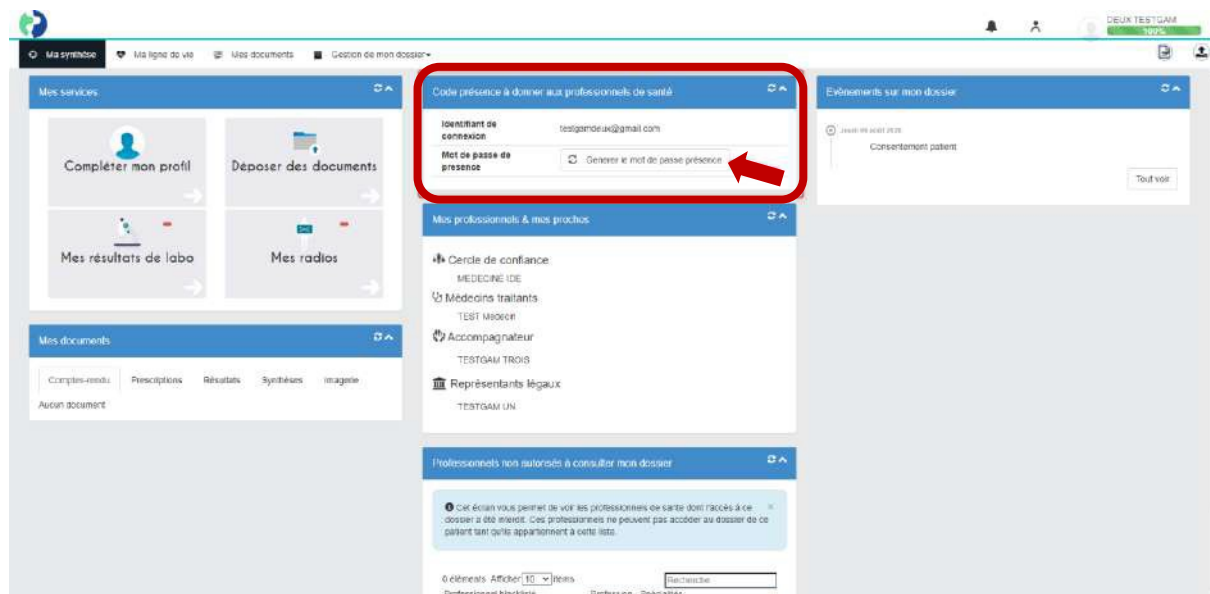 DEUX TESTGAM
100%
Ma synthèse
Ma ligne de vie
Mes documents
Gestion de mon dossier
Mes services
Compléter mon profil
Déposer des documents
Mes résultats de labo
Mes radios
Mes documents
Comptes-rendu Prescriptions Résultats Synthèses Imagerie
Aucun document
Code présence à donner aux professionnels de santé
Identifiant de
connexion
testgamdeux@gmail.com
Mot de passe de
presence
Générer le mot de passe présence
Mes professionnels & mes proches
Cercle de confiance
MEDECINE IDE
Médecins traitants
TEST Medecin
Accompagnateur
TESTGAM TROIS
Représentants légaux
TESTGAM UN
Professionnels non autorisés à consulter mon dossier
Cet écran vous permet de voir les professionnels de santé dont l'accès à ce
dossier a été interdit. Ces professionnels ne peuvent pas accéder au dossier de ce
patient tant qu'ils appartiennent à cette liste.
×
0 éléments Afficher 10 items
Recherche
Evènements sur mon dossier
Consentement patient
Tout voir